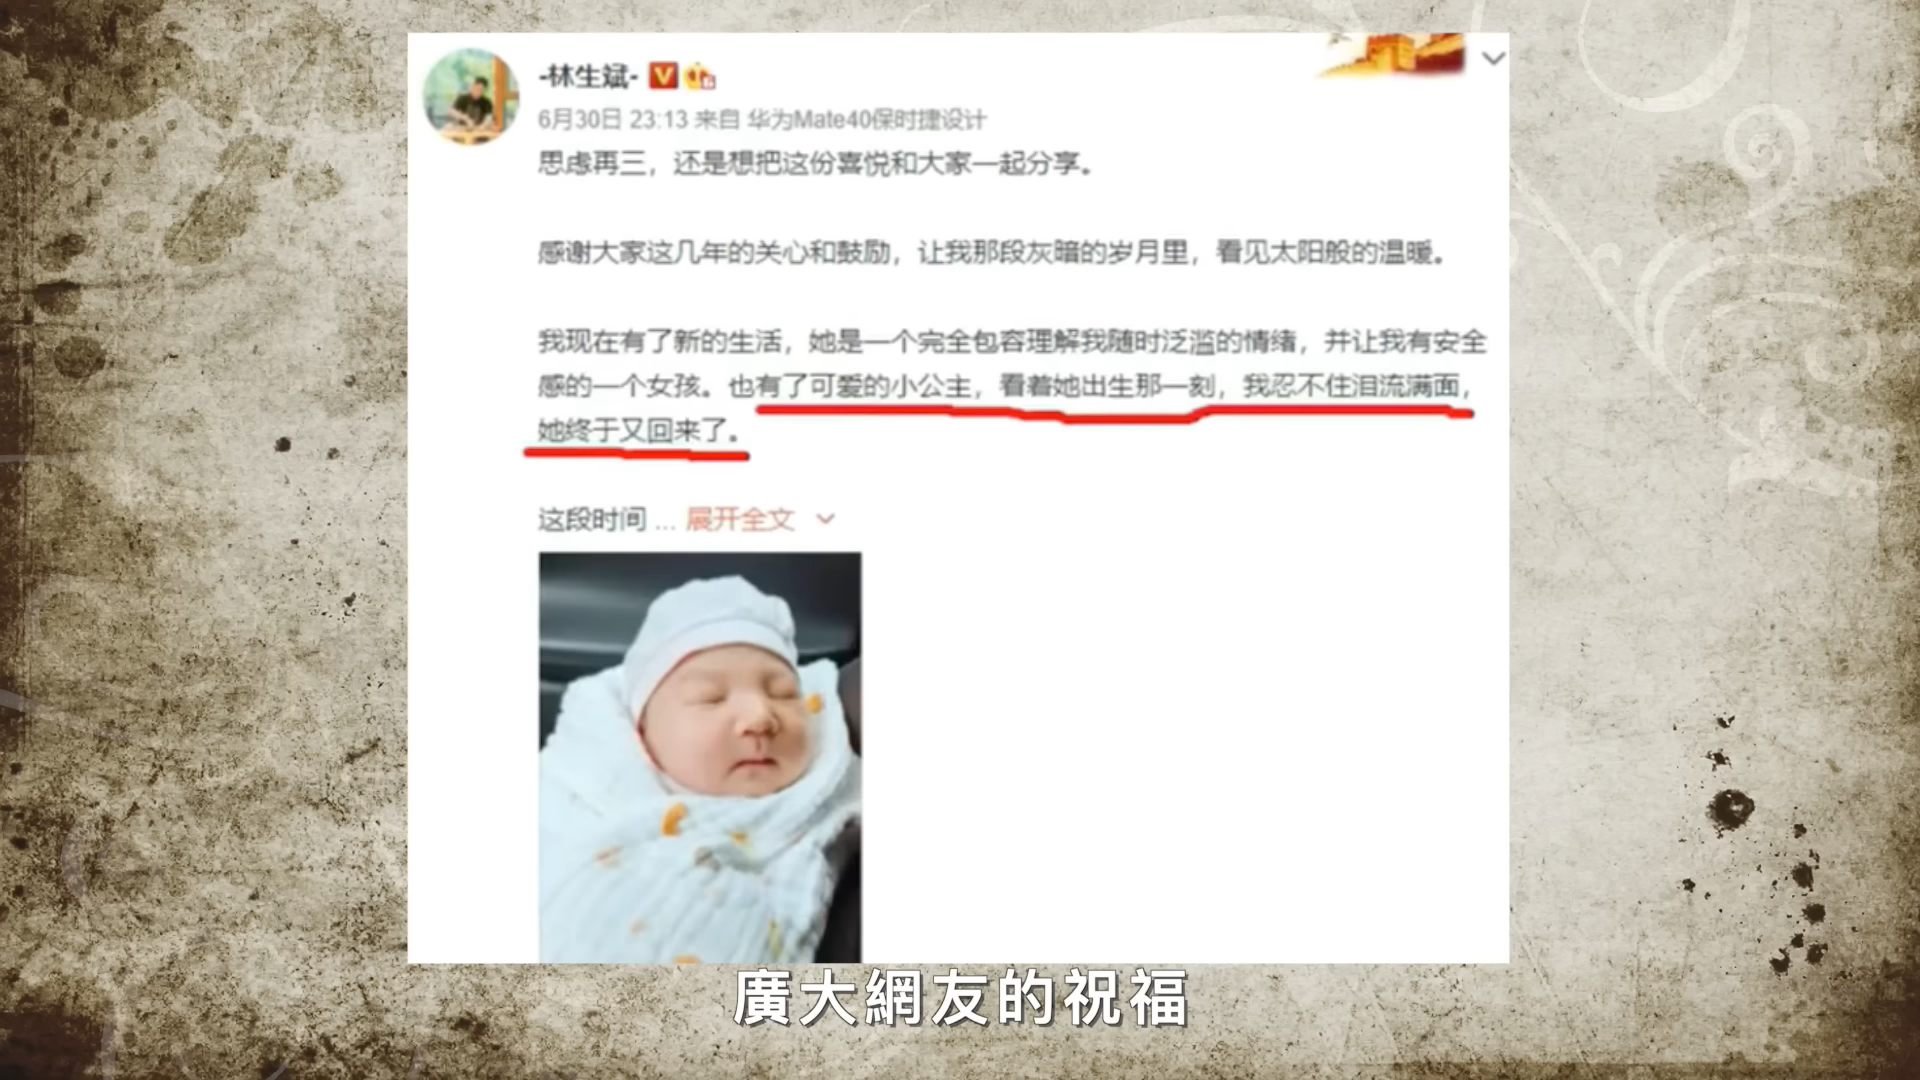 -林生斌-
6月30日 23:13 来自 华为Mate40保时捷设计
思虑再三，还是想把这份喜悦和大家一起分享。
感谢大家这几年的关心和鼓励，让我那段灰暗的岁月里，看见太阳般的温暖。
我现在有了新的生活，她是一个完全包容理解我随时泛滥的情绪，并让我有安全
感的一个女孩。也有了可爱的小公主，看着她出生那一刻，我忍不住泪流满面，
她终于又回来了。
这段时间 ... 展开全文
廣大網友的祝福